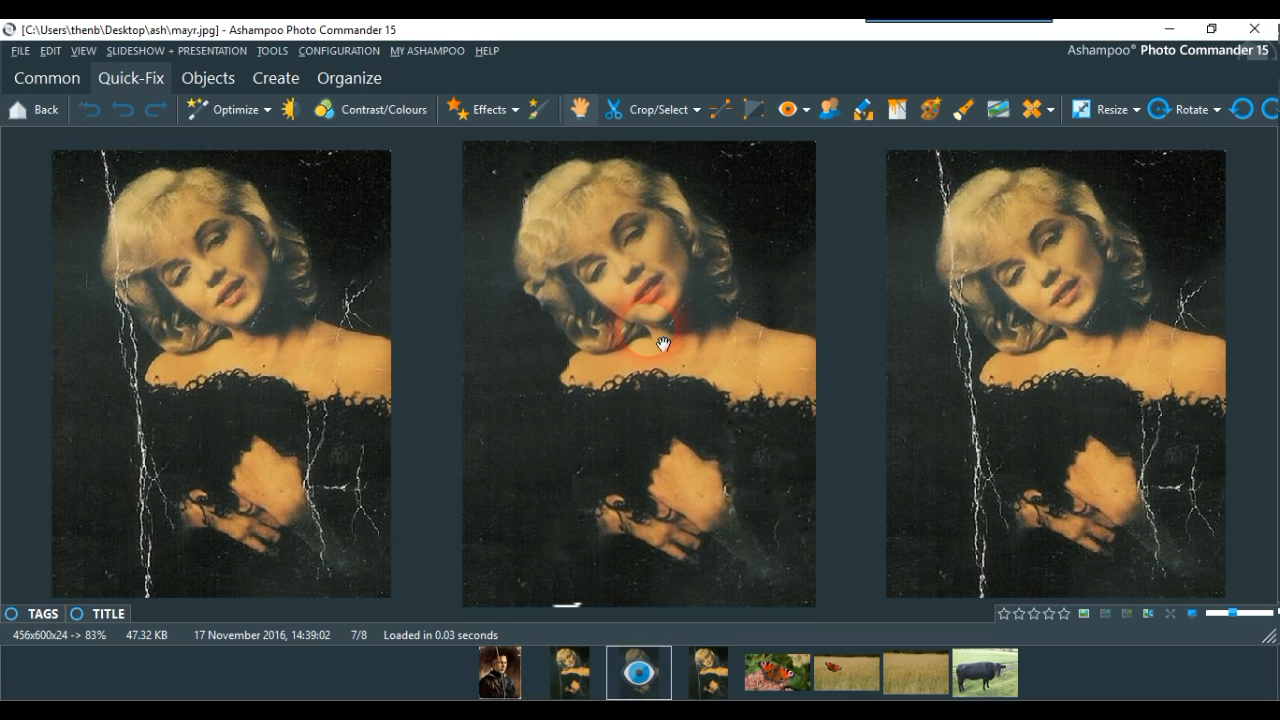 [C:\Users\thenb\Desktop\ash\mayr.jpg] - Ashampoo Photo Commander 15
FILE EDIT VIEW SLIDESHOW + PRESENTATION TOOLS CONFIGURATION MY ASHAMPOO HELP
Ashampoo® Photo Commander 15
Common Quick-Fix Objects Create Organize
Back Optimize Contrast/Colours Effects Crop/Select Resize Rotate
TAGS TITLE
456x600x24 -> 83% 47.32 KB 17 November 2016, 14:39:02 7/8 Loaded in 0.03 seconds